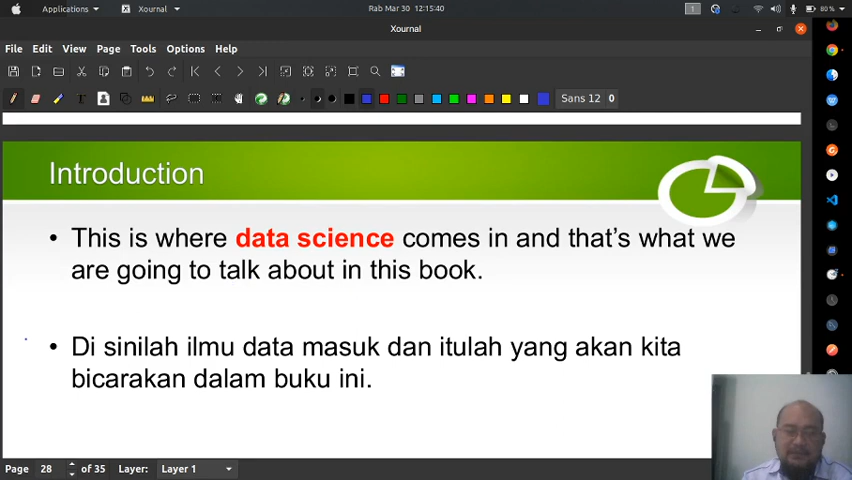 Applications
Xournal
Rab Mar 30 12:15:40
1
80 %
Xournal
File Edit View Page Tools Options Help
T
Sans 12 0
Introduction
• This is where data science comes in and that's what we
are going to talk about in this book.
• Di sinilah ilmu data masuk dan itulah yang akan kita
bicarakan dalam buku ini.
Page 28 of 35 Layer: Layer 1